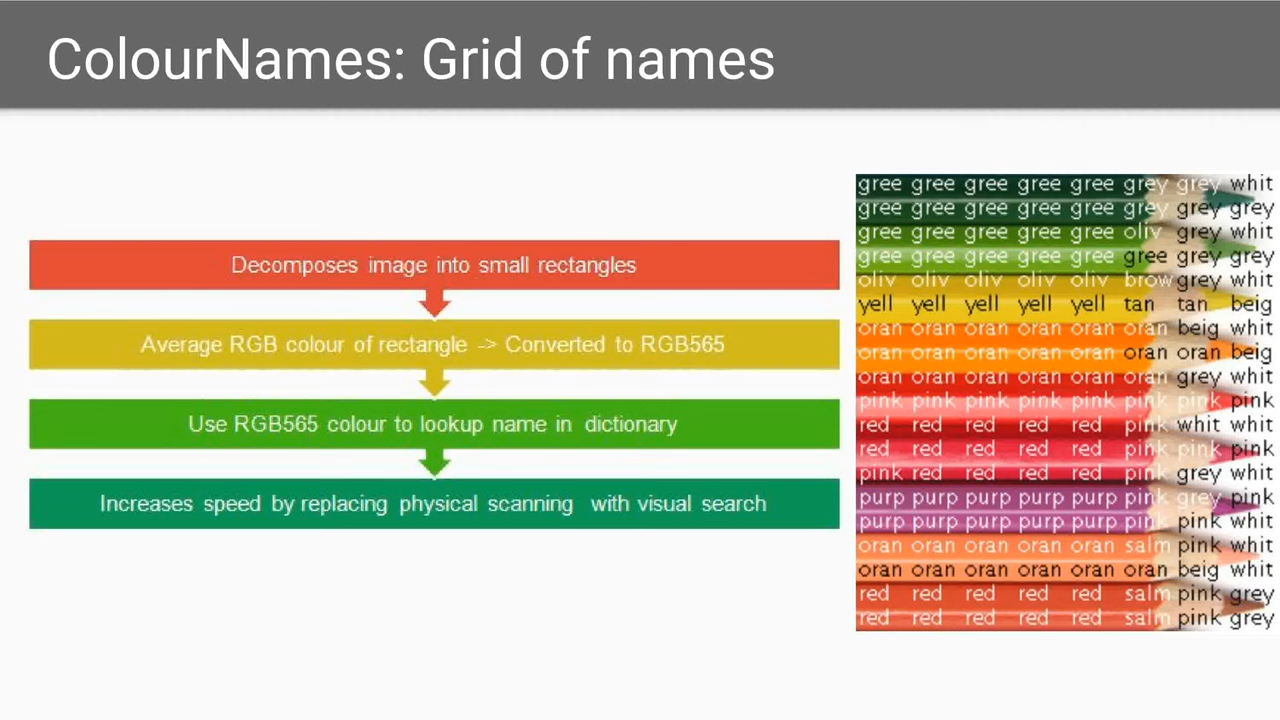 ColourNames: Grid of names
Decomposes image into small rectangles
Average RGB colour of rectangle -> Converted to RGB565
Use RGB565 colour to lookup name in dictionary
Increases speed by replacing physical scanning with visual search
gree gree gree gree gree grey grey whit
gree gree gree gree gree grey grey grey
gree gree gree gree gree oliv grey whit
gree gree gree gree gree gree grey grey
oliv oliv oliv oliv oliv brow grey whit
yell yell yell yell yell tan tan beig
oran oran oran oran oran oran beig whit
oran oran oran oran oran oran oran beig
oran oran oran oran oran oran grey whit
pink pink pink pink pink pink pink pink
red red red red red pink whit whit
red red red red red pink pink pink
pink red red red red pink grey whit
purp purp purp purp purp pink grey pink
purp purp purp purp purp pink pink whit
oran oran oran oran oran salm pink whit
oran oran oran oran oran oran beig whit
red red red red red salm pink grey
red red red red red salm pink grey